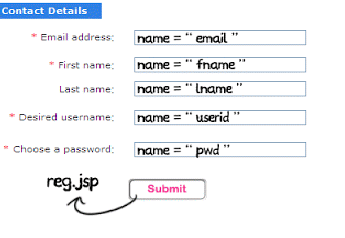 Contact Details
* Email address: name = " email "
* First name: name = " fname "
Last name: name = " lname "
* Desired username: name = " userid "
* Choose a password: name = " pwd "
reg.jsp Submit